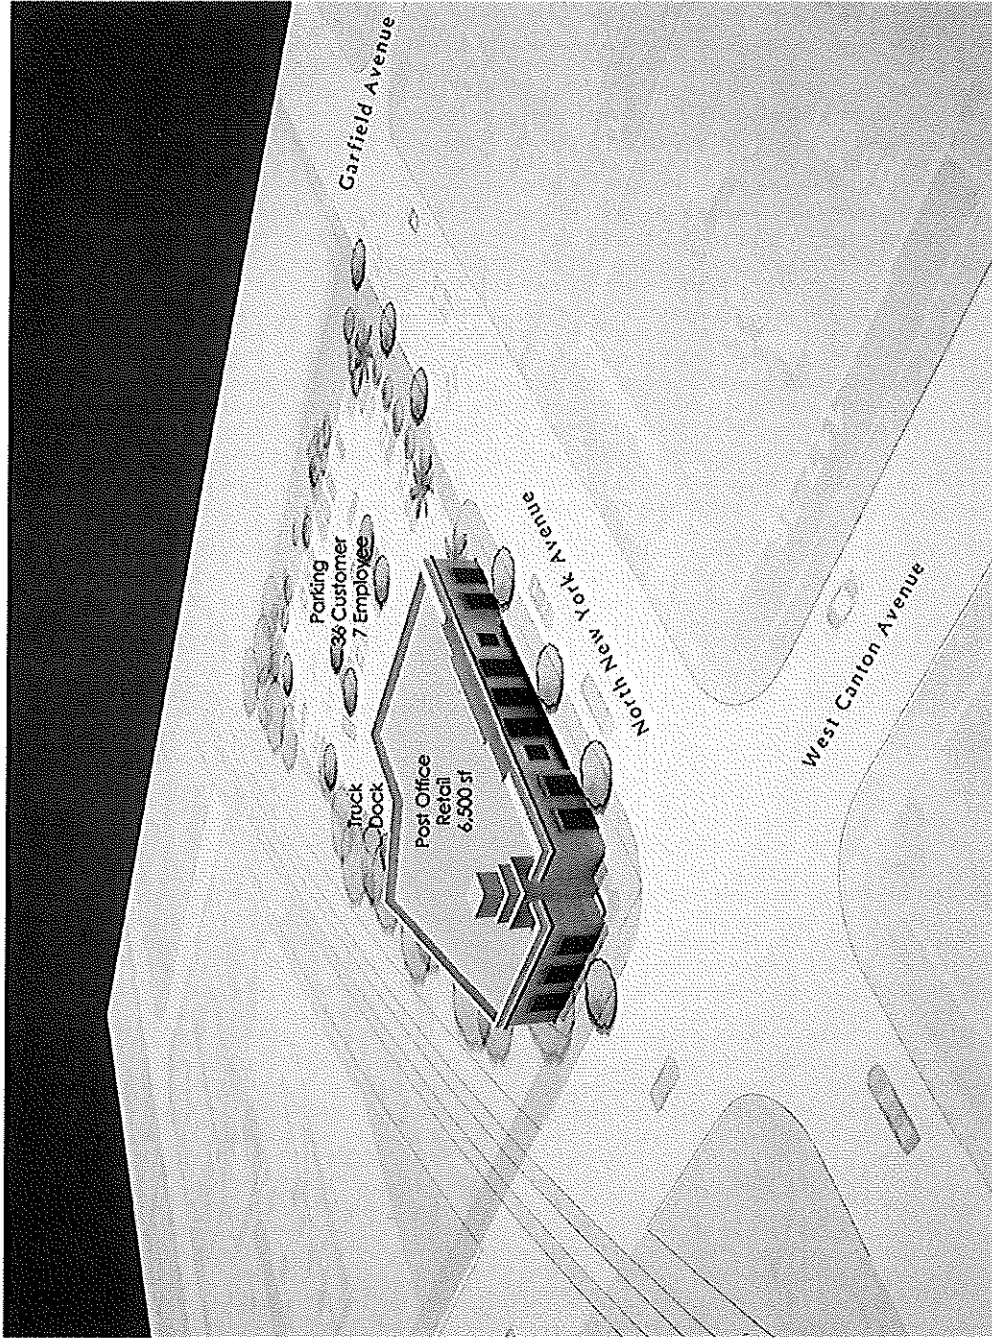 Garfield Avenue
Parking
36 Customer
7 Employee
Truck
Dock
Post Office
Retail
6,500 sf
North New York Avenue
West Canton Avenue